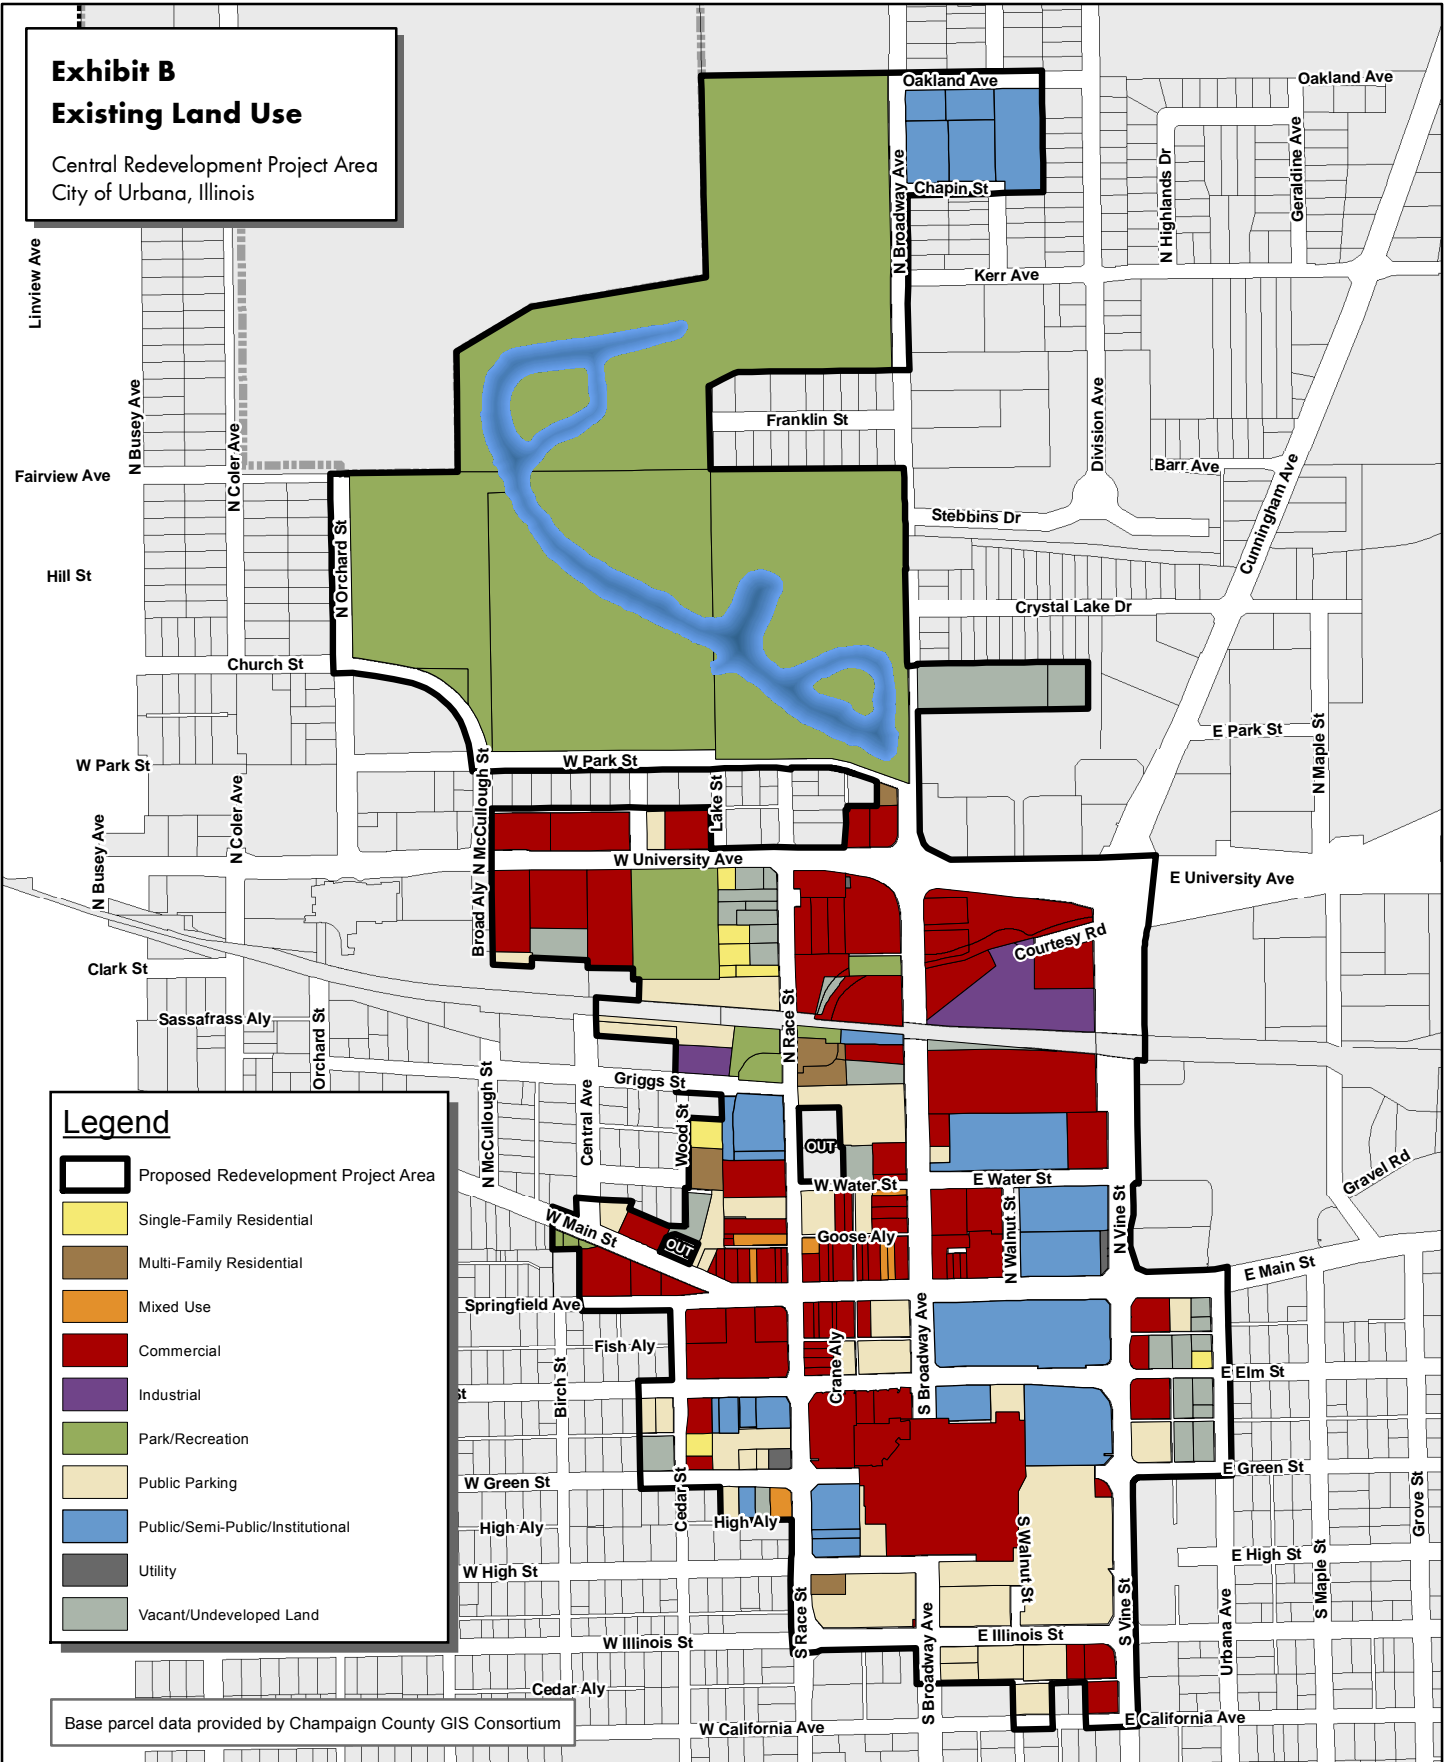 Exhibit B
Existing Land Use
Central Redevelopment Project Area
City of Urbana, Illinois
Oakland Ave
Oakland Ave
N Broadway Ave
Chapin St
N Highlands Dr
Geraldine Ave
Kerr Ave
Linview Ave
N Busey Ave
N Coler Ave
Franklin St
Division Ave
Barr Ave
Cunningham Ave
Fairview Ave
Stebbins Dr
Hill St
N Orchard St
Crystal Lake Dr
Church St
E Park St
N Maple St
W Park St
W Park St
N McCullough St
Lake St
N Coler Ave
N Busey Ave
W University Ave
E University Ave
Broad Aly
Courtesy Rd
Clark St
Sassafrass Aly
Orchard St
N Race St
N McCullough St
Central Ave
Griggs St
Wood St
OUT
W Water St
E Water St
Gravel Rd
W Main St
OUT
Goose Aly
N Walnut St
N Vine St
E Main St
Springfield Ave
Fish Aly
Birch St
Crane Aly
S Broadway Ave
E Elm St
St
W Green St
E Green St
Cedar St
High Aly
High Aly
Grove St
W High St
S Walnut St
E High St
S Maple St
S Race St
S Vine St
Urbana Ave
W Illinois St
E Illinois St
Cedar Aly
S Broadway Ave
W California Ave
E California Ave
Legend
Proposed Redevelopment Project Area
Single-Family Residential
Multi-Family Residential
Mixed Use
Commercial
Industrial
Park/Recreation
Public Parking
Public/Semi-Public/Institutional
Utility
Vacant/Undeveloped Land
Base parcel data provided by Champaign County GIS Consortium